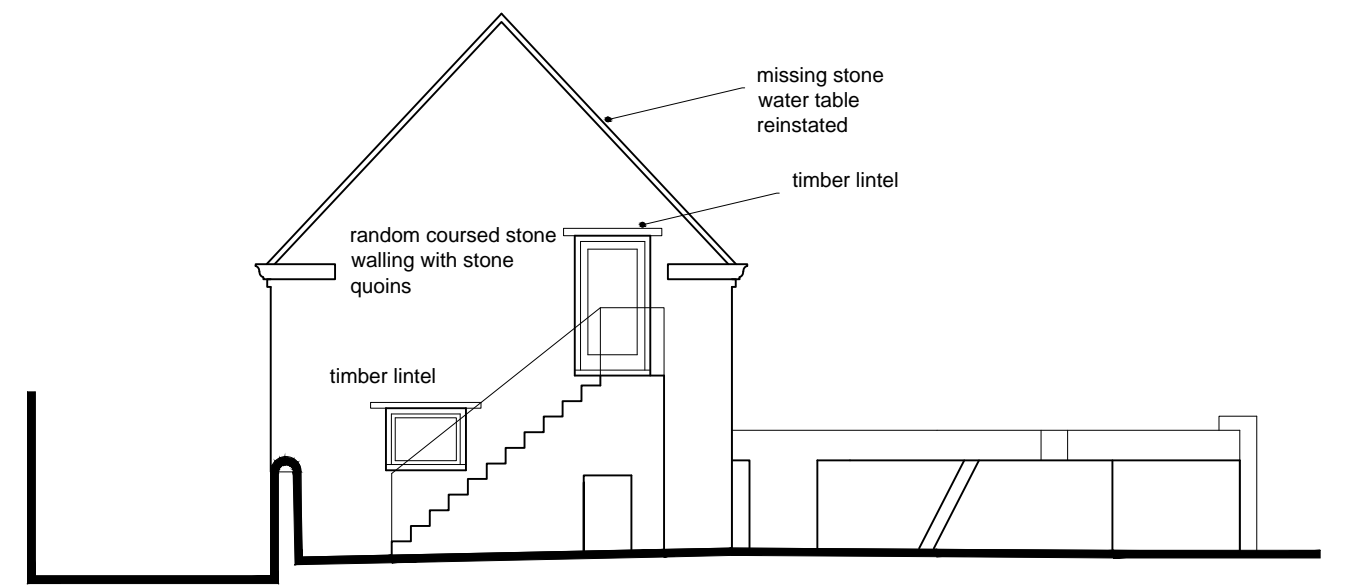 missing stone
water table
reinstated
timber lintel
random coursed stone
walling with stone
quoins
timber lintel